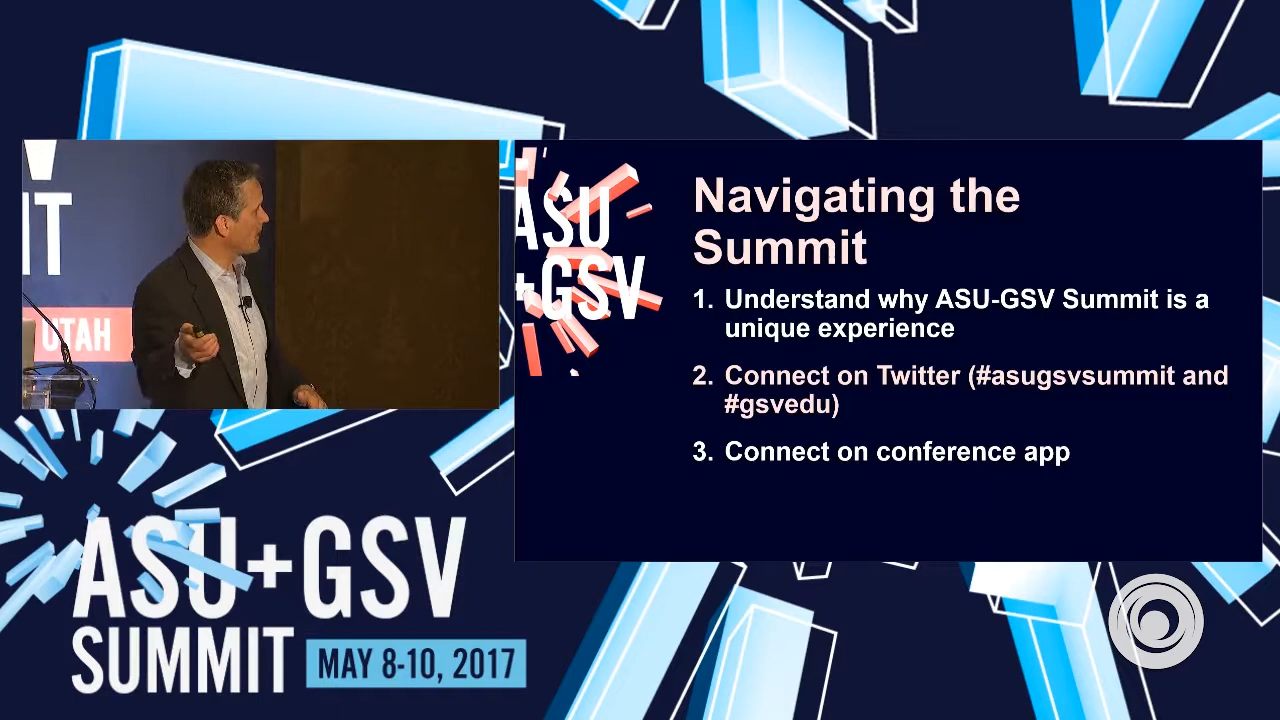 IT
UTAH
ASU
+GSV
Navigating the
Summit
1. Understand why ASU-GSV Summit is a
unique experience
2. Connect on Twitter (#asugsvsummit and
#gsvedu)
3. Connect on conference app
ASU+GSV
SUMMIT MAY 8-10, 2017